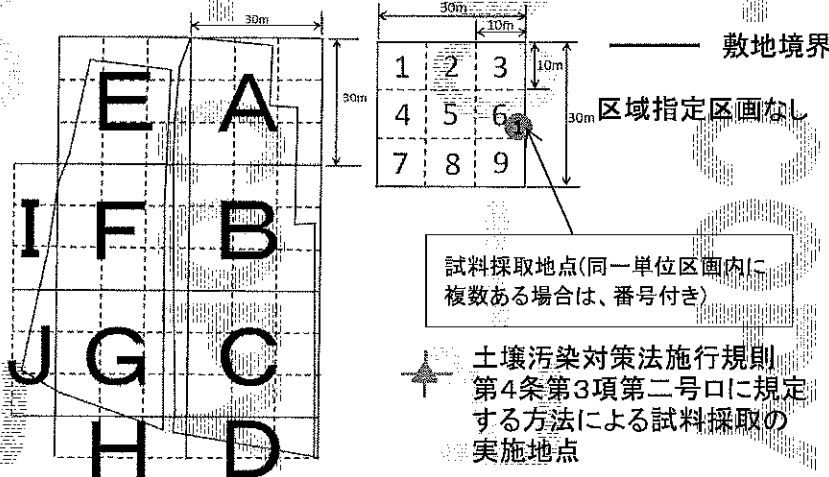 30m
30m
E
A
I
F
B
J
G
C
H
D
30m
10m
1 2 3
4 5 6 1
7 8 9
10m
30m
敷地境界
区域指定区画なし
試料採取地点(同一単位区画内に
複数ある場合は、番号付き)
土壌汚染対策法施行規則
第4条第3項第二号ロに規定
する方法による試料採取の
実施地点